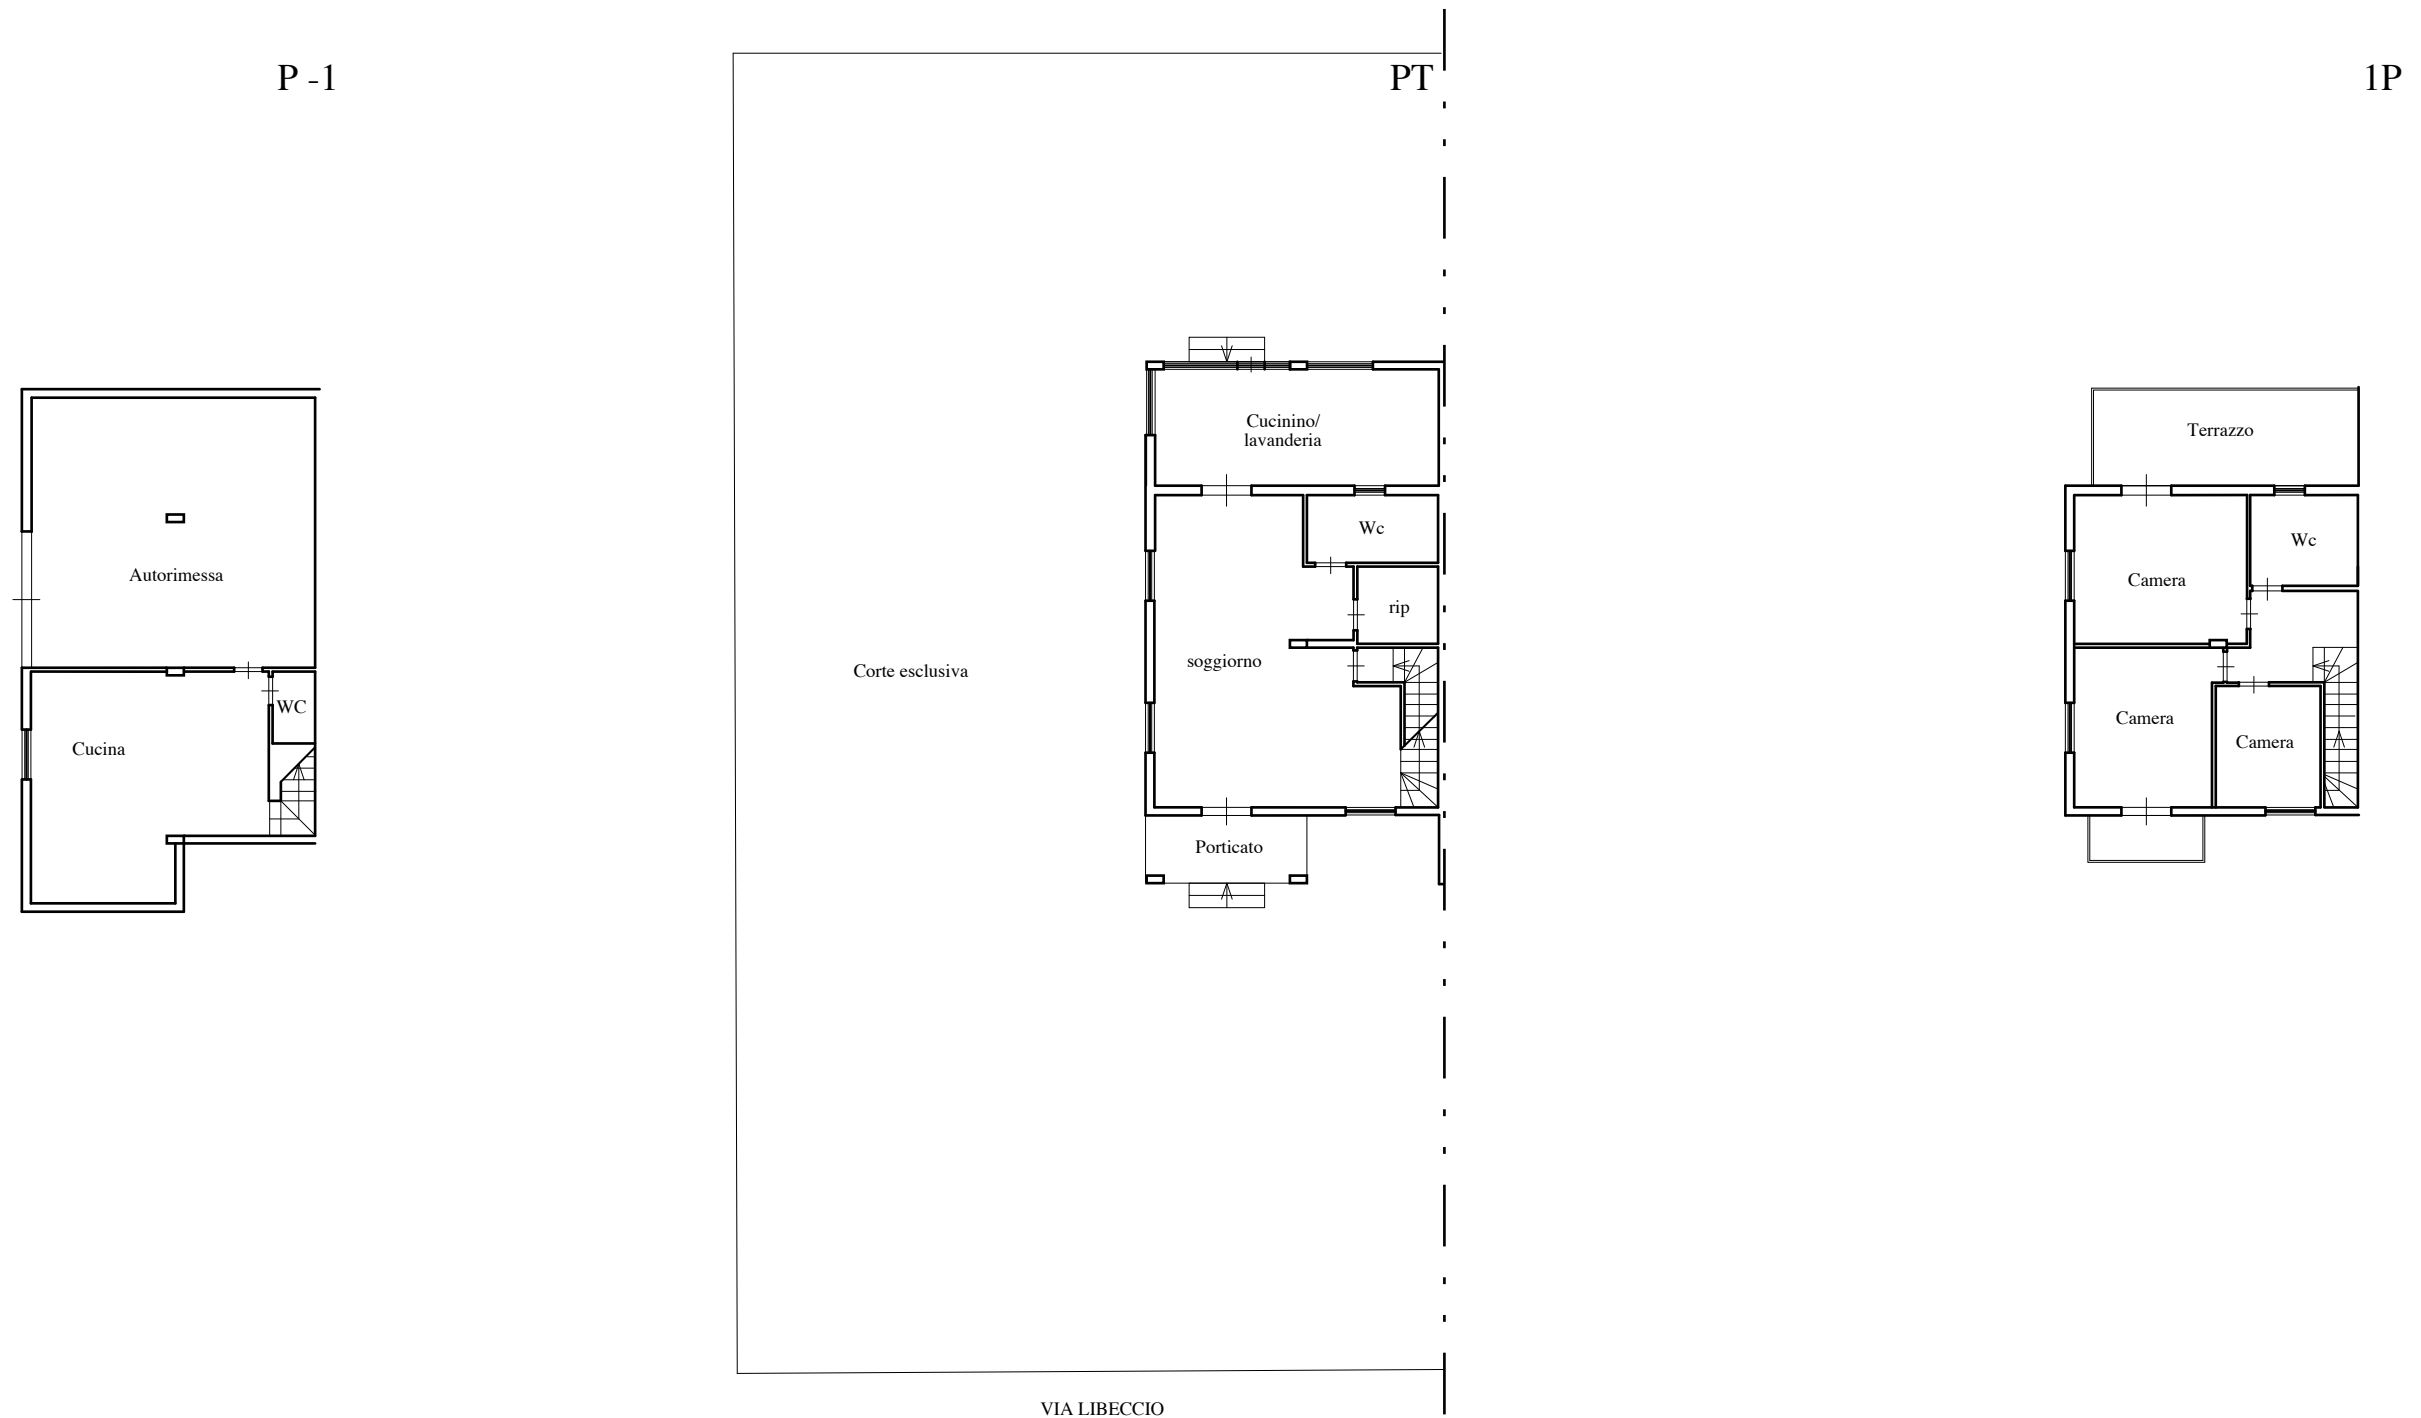 P -1
Autorimessa
WC
Cucina
PT
Cucinino/
lavanderia
Wc
rip
soggiorno
Corte esclusiva
Porticato
VIA LIBECCIO
1P
Terrazzo
Wc
Camera
Camera
Camera